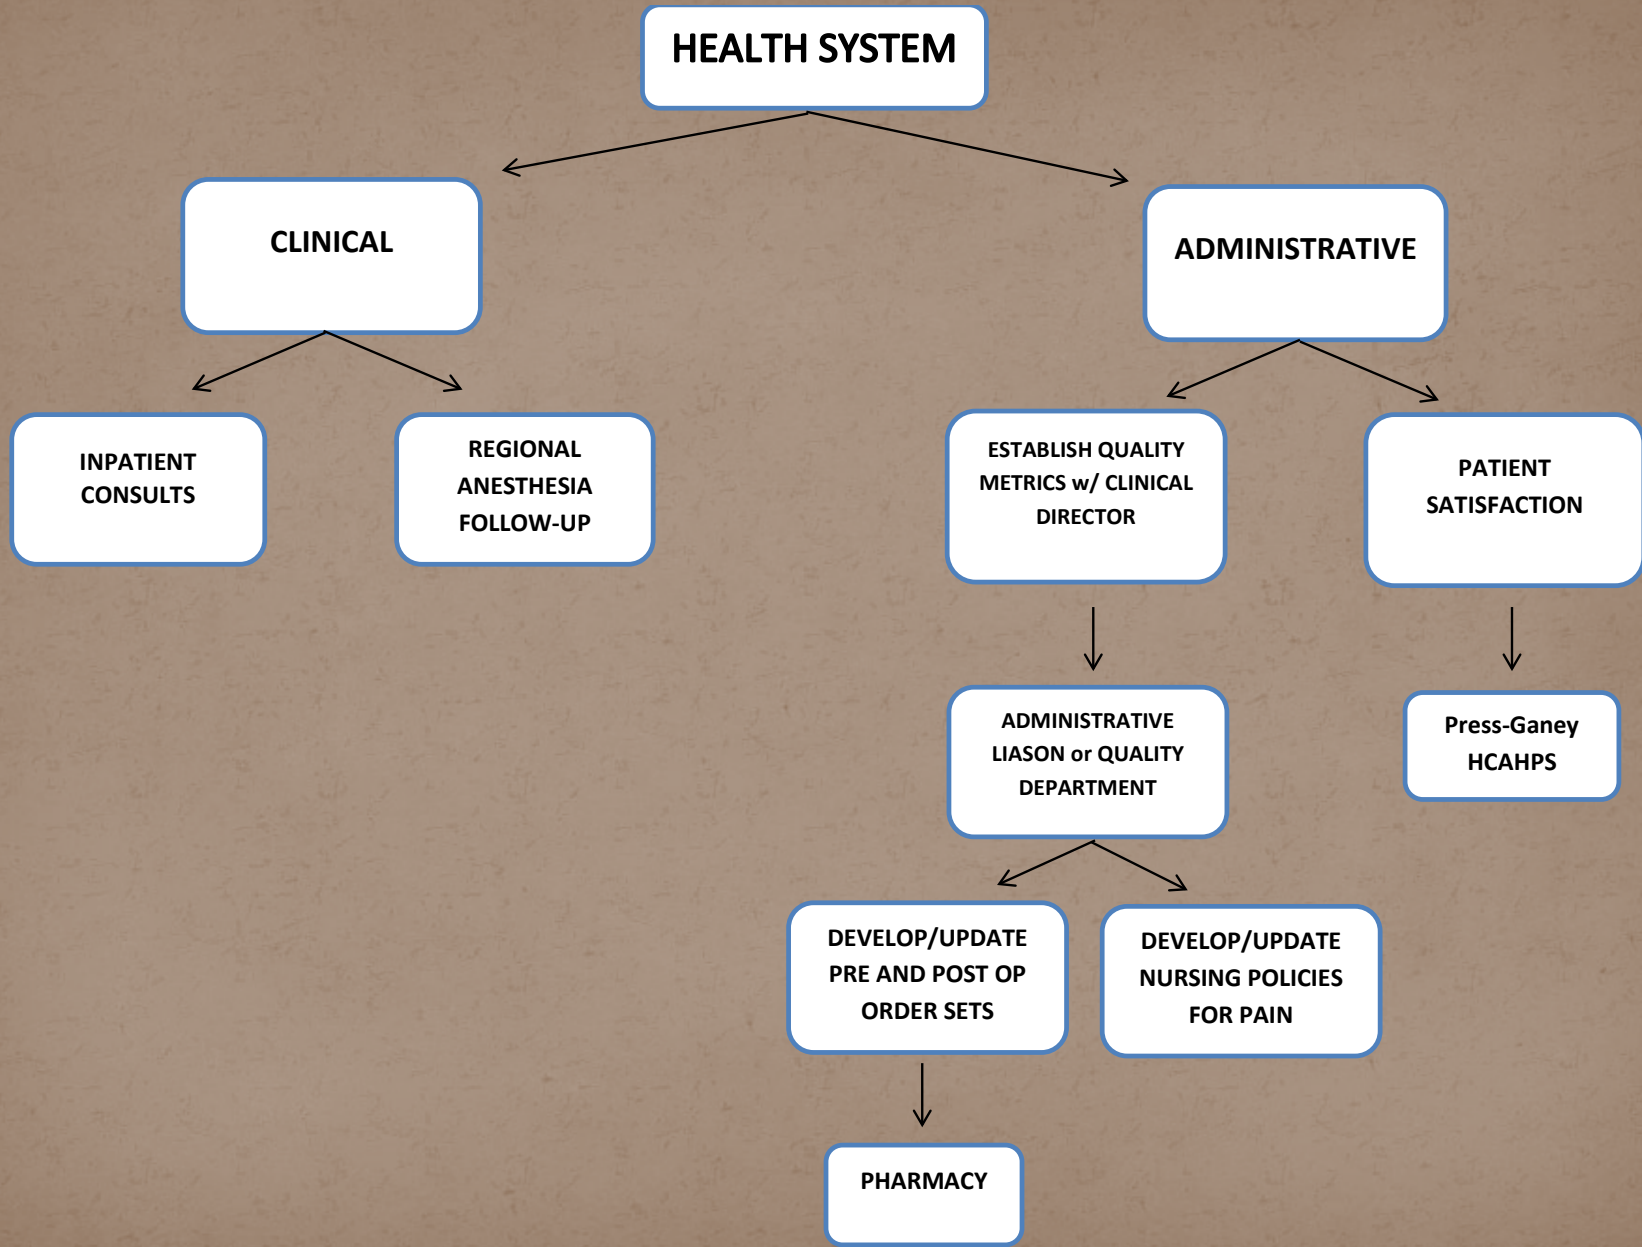 HEALTH SYSTEM
CLINICAL
ADMINISTRATIVE
INPATIENT
CONSULTS
REGIONAL
ANESTHESIA
FOLLOW-UP
ESTABLISH QUALITY
METRICS w/ CLINICAL
DIRECTOR
PATIENT
SATISFACTION
ADMINISTRATIVE
LIASON or QUALITY
DEPARTMENT
Press-Ganey
HCAHPS
DEVELOP/UPDATE
PRE AND POST OP
ORDER SETS
DEVELOP/UPDATE
NURSING POLICIES
FOR PAIN
PHARMACY